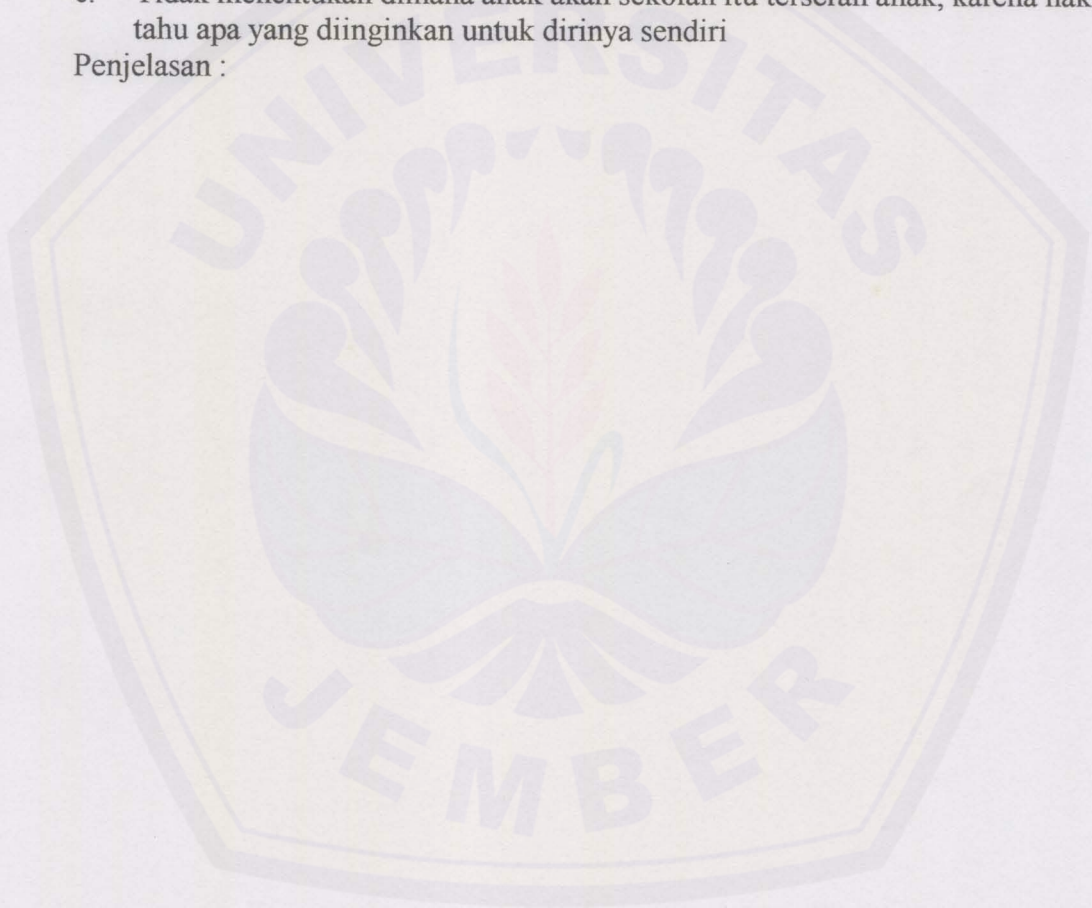 Tidak menentukan dimana anak akan sekolah itu terserah anak, karena
tahu apa yang diinginkan untuk dirinya sendiri
Penjelasan :
UNIVERSITAS
JEMBER